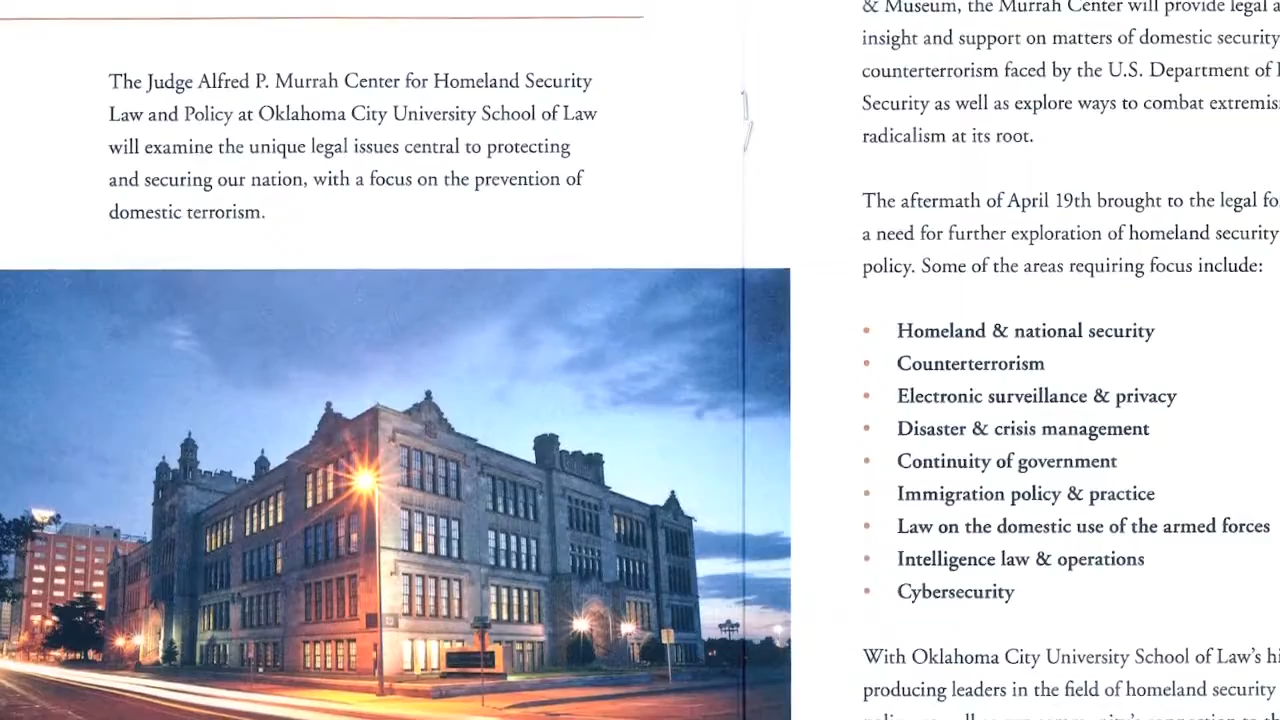 The Judge Alfred P. Murrah Center for Homeland Security
Law and Policy at Oklahoma City University School of Law
will examine the unique legal issues central to protecting
and securing our nation, with a focus on the prevention of
domestic terrorism.
& Museum, the Murrah Center will provide legal
insight and support on matters of domestic security
counterterrorism faced by the U.S. Department of
Security as well as explore ways to combat
radicalism at its root.
The aftermath of April 19th brought to the legal
a need for further exploration of homeland security
policy. Some of the areas requiring focus include:
• Homeland & national security
• Counterterrorism
• Electronic surveillance & privacy
• Disaster & crisis management
• Continuity of government
• Immigration policy & practice
• Law on the domestic use of the armed forces
• Intelligence law & operations
• Cybersecurity
With Oklahoma City University School of Law's
producing leaders in the field of homeland security